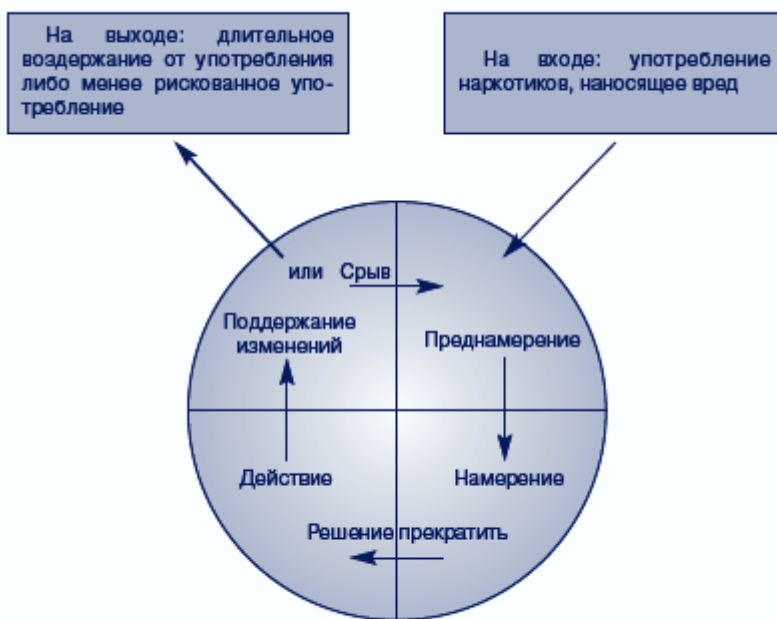 На выходе: длительное
воздержание от употребления
либо менее рискованное упо-
требление
На входе: употребление
наркотиков, наносящее вред
или Срыв
Поддержание
изменений
Преднамерение
Действие
Намерение
Решение прекратить